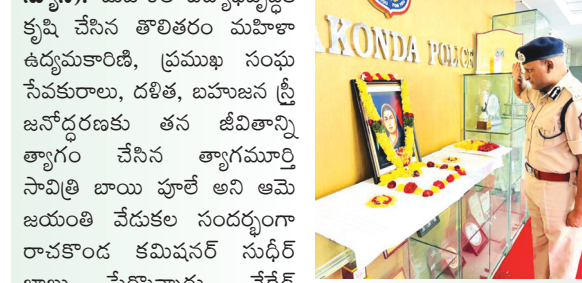 కృషి చేసిన తొలితరం మహిళా
ఉద్యమకారిణి, ప్రముఖ సంఘ
సేవకురాలు, దళిత, బహుజన స్త్రీ
జనోద్ధరణకు తన జీవితాన్ని
త్యాగం చేసిన త్యాగమూర్తి
సావిత్రి బాయి పూలే అని ఆమె
జయంతి వేడుకల సందర్భంగా
రాచకొండ కమిషనర్ సుధీర్
AKONDA POLIC